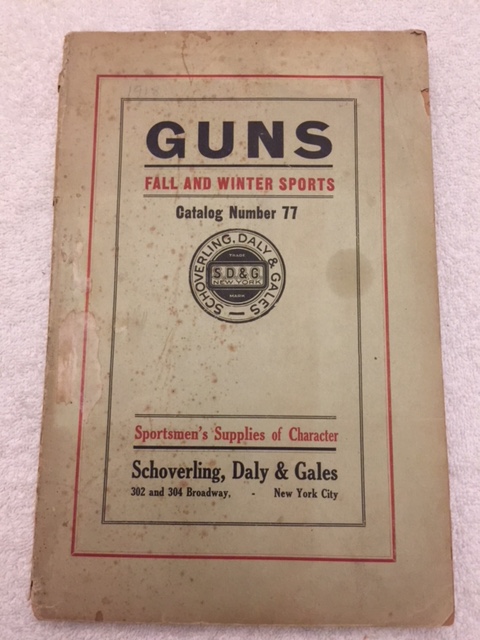 1918
GUNS
FALL AND WINTER SPORTS
Catalog Number 77
SCHOVERLING, DALY & GALES
TRADE
S.D.&G.
NEW YORK
MARK
Sportsmen's Supplies of Character
Schoverling, Daly & Gales
302 and 304 Broadway, - New York City